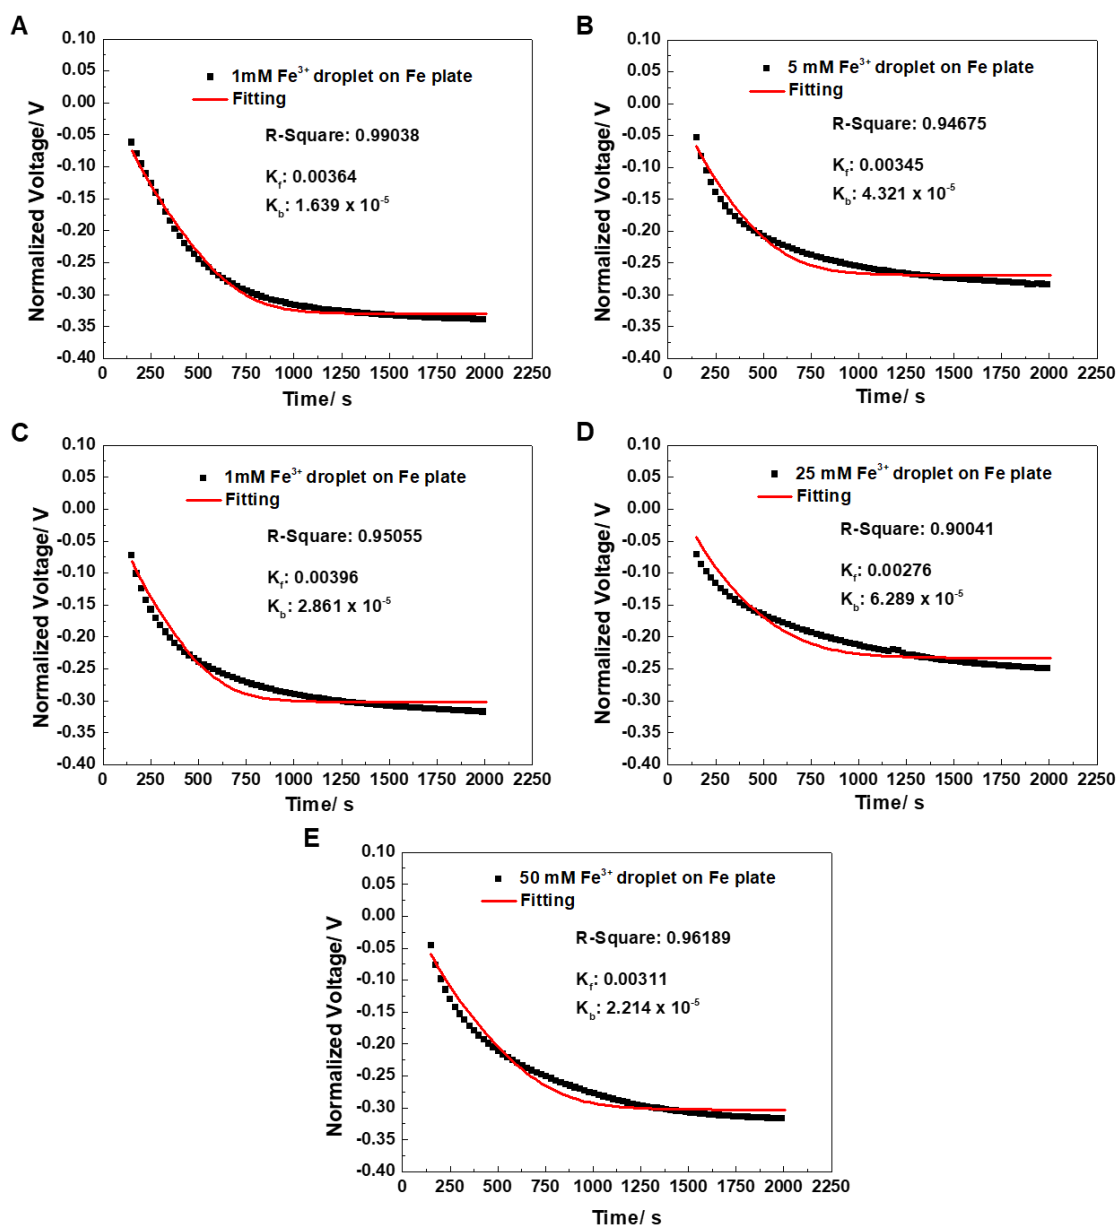 A
0.10
0.05
0.00
-0.05
-0.10
-0.15
-0.20
-0.25
-0.30
-0.35
-0.40
Normalized Voltage/ V
1mM Fe³⁺ droplet on Fe plate
Fitting
R-Square: 0.99038
K_f: 0.00364
K_b: 1.639 x 10⁻⁵
0 250 500 750 1000 1250 1500 1750 2000 2250
Time/ s
B
0.10
0.05
0.00
-0.05
-0.10
-0.15
-0.20
-0.25
-0.30
-0.35
-0.40
Normalized Voltage/ V
5 mM Fe³⁺ droplet on Fe plate
Fitting
R-Square: 0.94675
K_f: 0.00345
K_b: 4.321 x 10⁻⁵
0 250 500 750 1000 1250 1500 1750 2000 2250
Time/ s
C
0.10
0.05
0.00
-0.05
-0.10
-0.15
-0.20
-0.25
-0.30
-0.35
-0.40
Normalized Voltage/ V
1mM Fe³⁺ droplet on Fe plate
Fitting
R-Square: 0.95055
K_f: 0.00396
K_b: 2.861 x 10⁻⁵
0 250 500 750 1000 1250 1500 1750 2000 2250
Time/ s
D
0.10
0.05
0.00
-0.05
-0.10
-0.15
-0.20
-0.25
-0.30
-0.35
-0.40
Normalized Voltage/ V
25 mM Fe³⁺ droplet on Fe plate
Fitting
R-Square: 0.90041
K_f: 0.00276
K_b: 6.289 x 10⁻⁵
0 250 500 750 1000 1250 1500 1750 2000 2250
Time/ s
E
0.10
0.05
0.00
-0.05
-0.10
-0.15
-0.20
-0.25
-0.30
-0.35
-0.40
Normalized Voltage/ V
50 mM Fe³⁺ droplet on Fe plate
Fitting
R-Square: 0.96189
K_f: 0.00311
K_b: 2.214 x 10⁻⁵
0 250 500 750 1000 1250 1500 1750 2000 2250
Time/ s